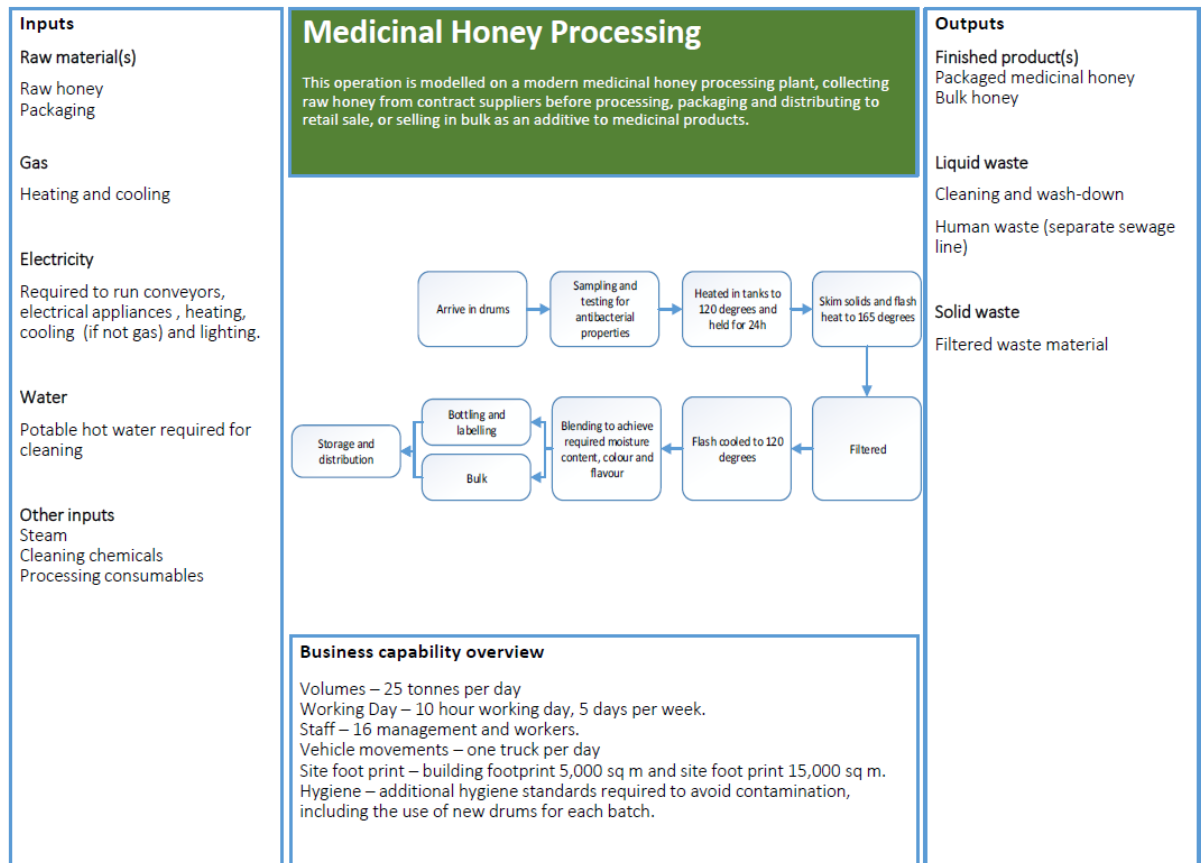 Inputs
Raw material(s)
Raw honey
Packaging
Gas
Heating and cooling
Electricity
Required to run conveyors,
electrical appliances , heating,
cooling  (if not gas) and lighting.
Water
Potable hot water required for
cleaning
Other inputs
Steam
Cleaning chemicals
Processing consumables
Medicinal Honey Processing
This operation is modelled on a modern medicinal honey processing plant, collecting
raw honey from contract suppliers before processing, packaging and distributing to
retail sale, or selling in bulk as an additive to medicinal products.
Arrive in drums
Sampling and
testing for
antibacterial
properties
Heated in tanks to
120 degrees and
held for 24h
Skim solids and flash
heat to 165 degrees
Filtered
Flash cooled to 120
degrees
Blending to achieve
required moisture
content, colour and
flavour
Bottling and
labelling
Bulk
Storage and
distribution
Business capability overview
Volumes – 25 tonnes per day
Working Day – 10 hour working day, 5 days per week.
Staff – 16 management and workers.
Vehicle movements – one truck per day
Site foot print – building footprint 5,000 sq m and site foot print 15,000 sq m.
Hygiene – additional hygiene standards required to avoid contamination,
including the use of new drums for each batch.
Outputs
Finished product(s)
Packaged medicinal honey
Bulk honey
Liquid waste
Cleaning and wash-down
Human waste (separate sewage
line)
Solid waste
Filtered waste material